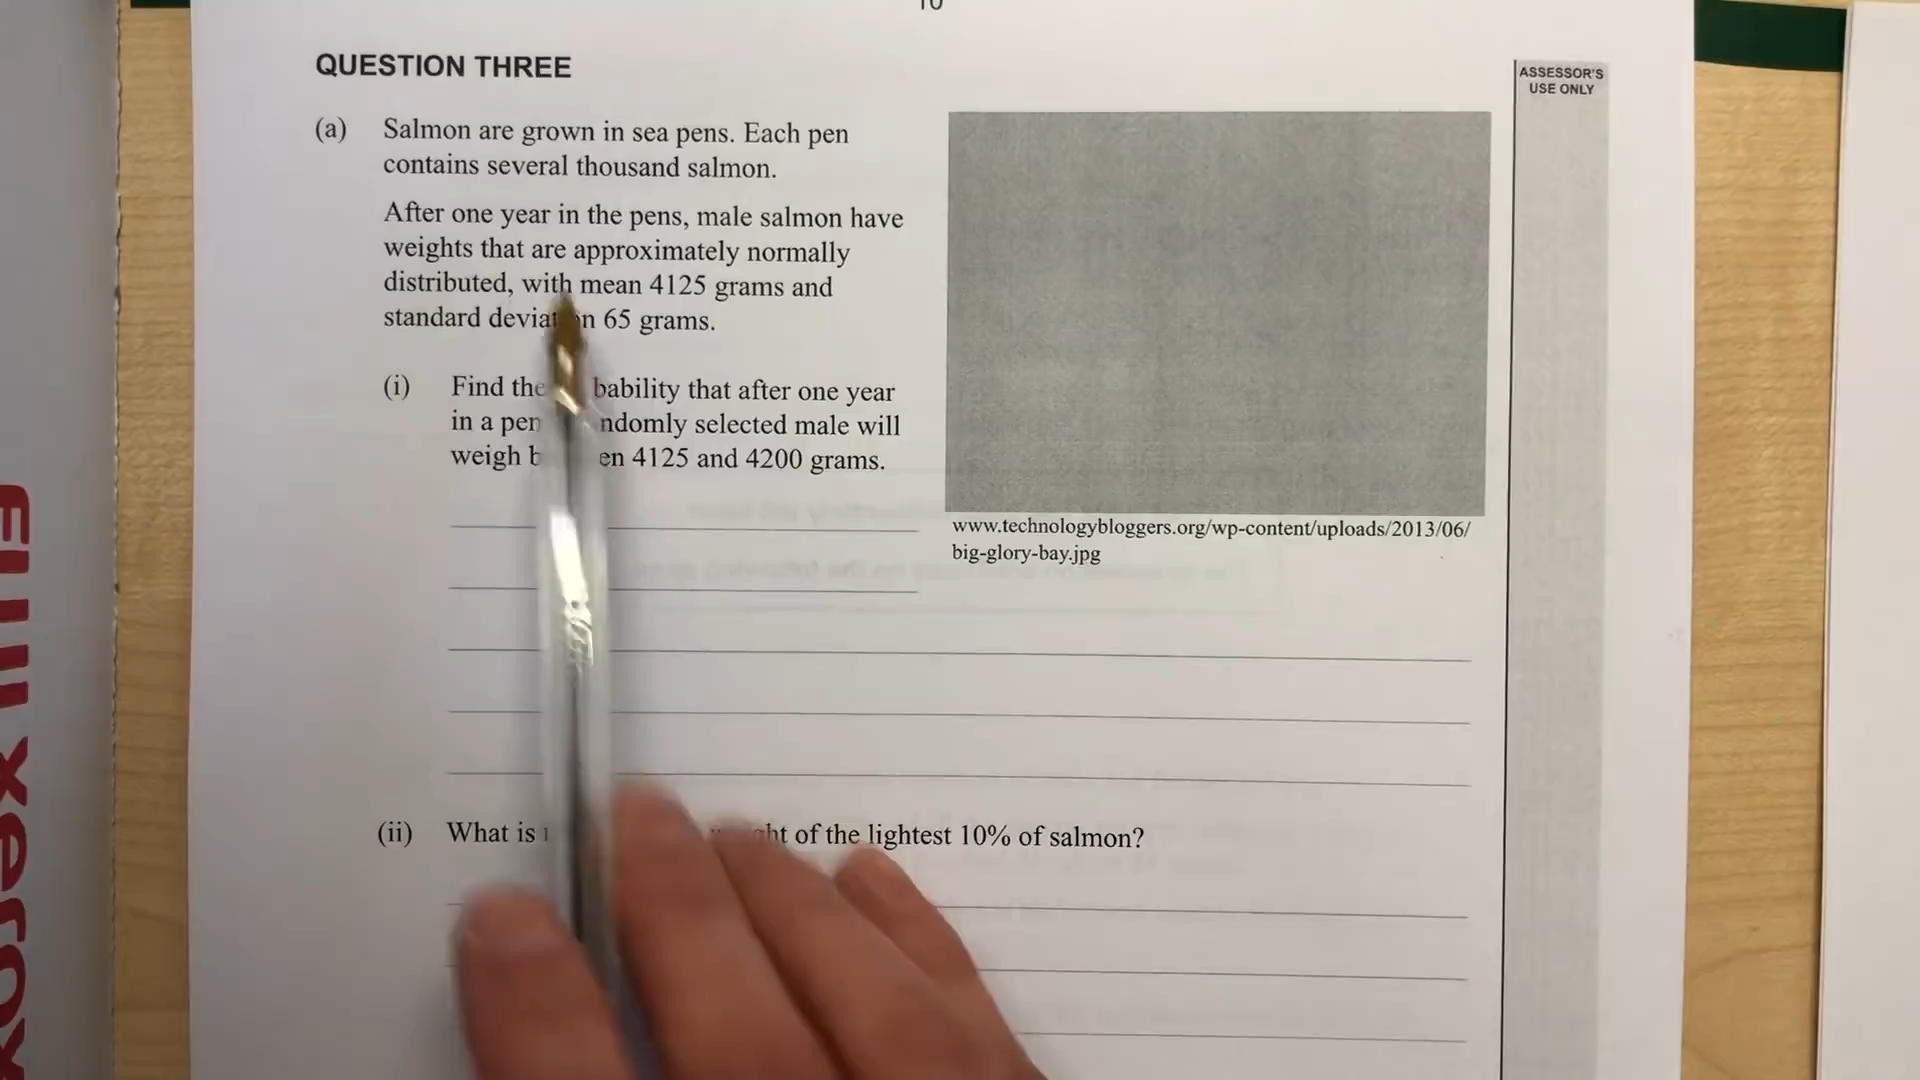 10
QUESTION THREE
ASSESSOR'S
USE ONLY
(a) Salmon are grown in sea pens. Each pen
contains several thousand salmon.
After one year in the pens, male salmon have
weights that are approximately normally
distributed, with mean 4125 grams and
standard deviation 65 grams.
(i) Find the bability that after one year
in a pen ndomly selected male will
weigh b en 4125 and 4200 grams.
www.technologybloggers.org/wp-content/uploads/2013/06/
big-glory-bay.jpg
(ii) What is ght of the lightest 10% of salmon?
xerox